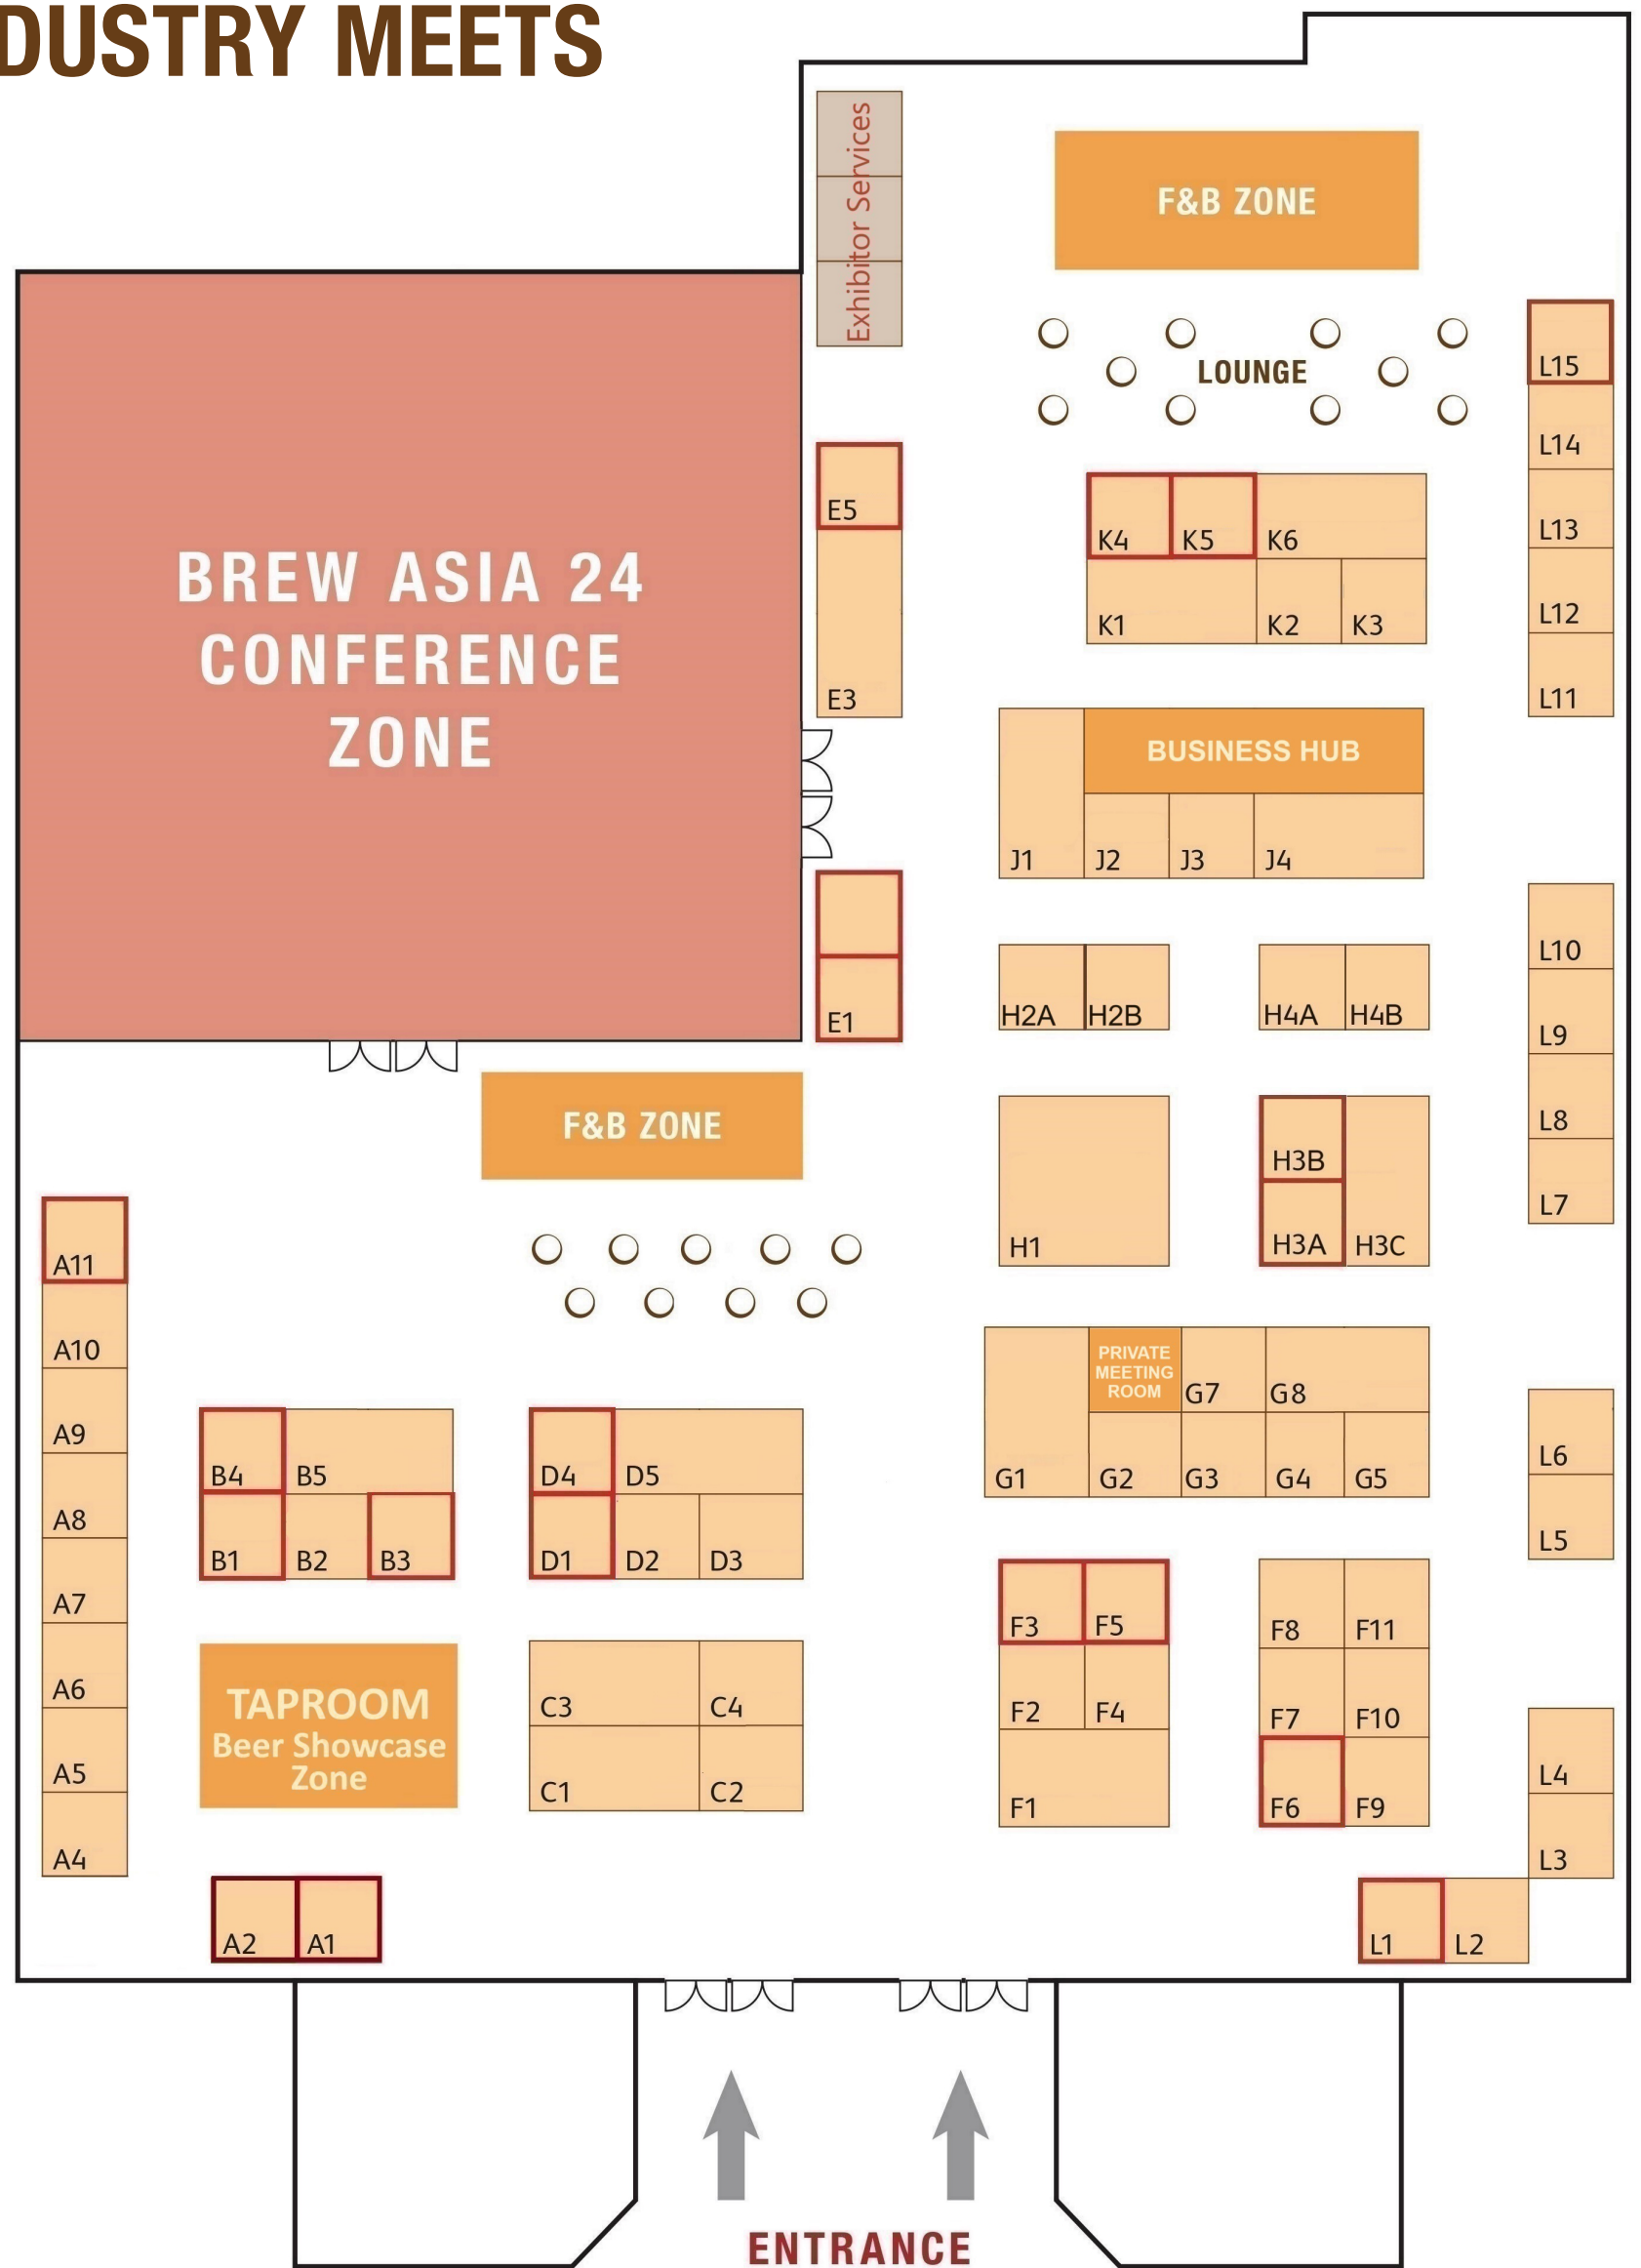 DUSTRY MEETS
Exhibitor Services
F&B ZONE
LOUNGE
L15
L14
L13
L12
L11
E5
E3
K4 K5 K6
K1 K2 K3
BREW ASIA 24
CONFERENCE
ZONE
BUSINESS HUB
J1 J2 J3 J4
E1
H2A H2B H4A H4B
L10
L9
L8
L7
F&B ZONE
H3B
H1 H3A H3C
A11
A10
A9
A8
A7
A6
A5
A4
B4 B5
B1 B2 B3
D4 D5
D1 D2 D3
PRIVATE
MEETING
ROOM
G7 G8
G1 G2 G3 G4 G5
L6
L5
TAPROOM
Beer Showcase
Zone
C3 C4
C1 C2
F3 F5
F2 F4
F1
F8 F11
F7 F10
F6 F9
L4
L3
A2 A1
L1 L2
ENTRANCE